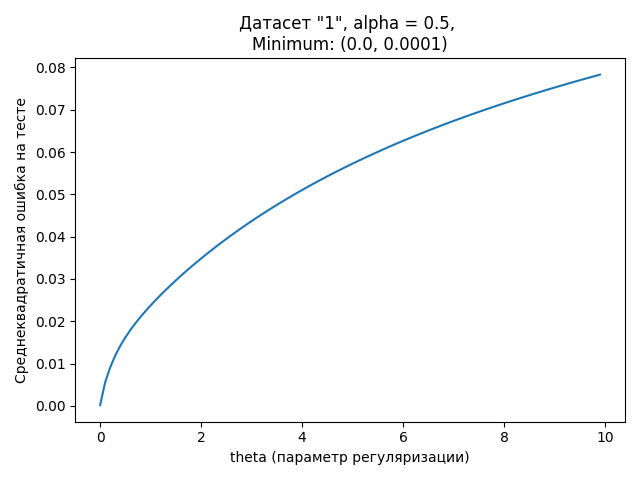 Датасет "1", alpha = 0.5,
Minimum: (0.0, 0.0001)
Среднеквадратичная ошибка на тесте
0.08
0.07
0.06
0.05
0.04
0.03
0.02
0.01
0.00
0 2 4 6 8 10
theta (параметр регуляризации)